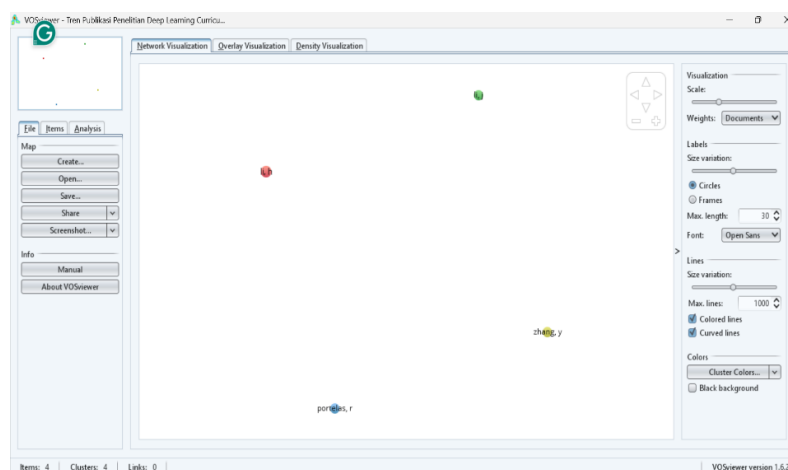 VOSviewer - Tren Publikasi Penelitian Deep Learning Curricu...
G
Network Visualization Overlay Visualization Density Visualization
File Items Analysis
Map
Create...
Open...
Save...
Share
Screenshot...
Info
Manual
About VOSviewer
li, h
zhang, y
portelas, r
Visualization
Scale:
Weights: Documents
Labels
Size variation:
Circles
Frames
Max. length: 30
Font: Open Sans
Lines
Size variation:
Max. lines: 1000
Colored lines
Curved lines
Colors
Cluster Colors...
Black background
Items: 4 Clusters: 4 Links: 0
VOSviewer version 1.6.2